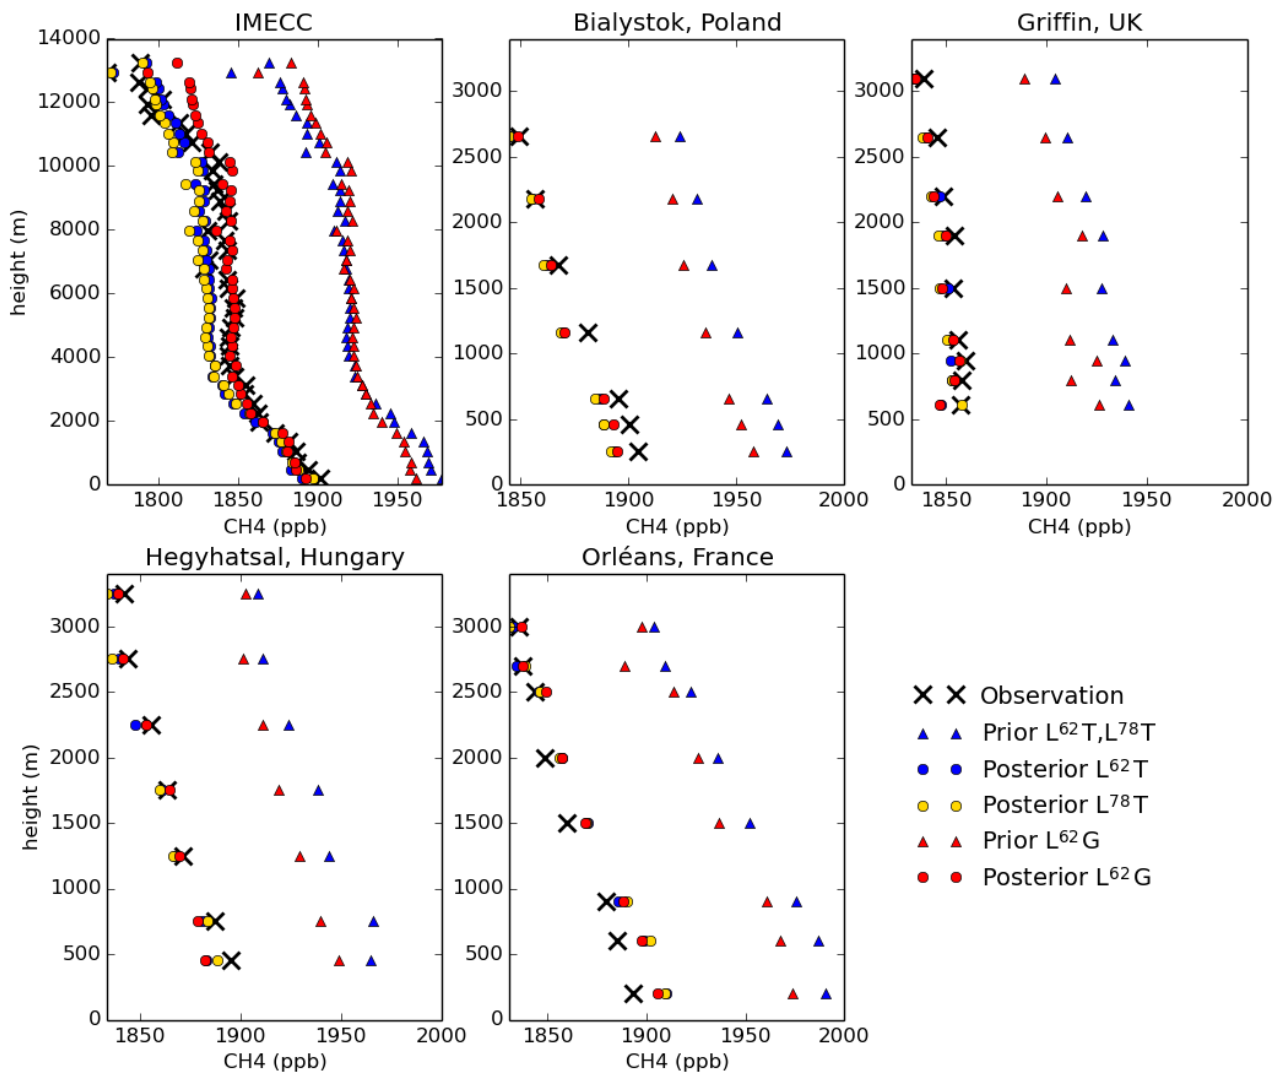 IMECC
Bialystok, Poland
Griffin, UK
14000
12000
10000
8000
6000
4000
2000
0
height (m)
1800 1850 1900 1950
CH4 (ppb)
3000
2500
2000
1500
1000
500
0
1850 1900 1950 2000
CH4 (ppb)
3000
2500
2000
1500
1000
500
0
1850 1900 1950 2000
CH4 (ppb)
Hegyhatsal, Hungary
Orléans, France
3000
2500
2000
1500
1000
500
0
height (m)
1850 1900 1950 2000
CH4 (ppb)
3000
2500
2000
1500
1000
500
0
1850 1900 1950 2000
CH4 (ppb)
Observation
Prior L⁶²T,L⁷⁸T
Posterior L⁶²T
Posterior L⁷⁸T
Prior L⁶²G
Posterior L⁶²G